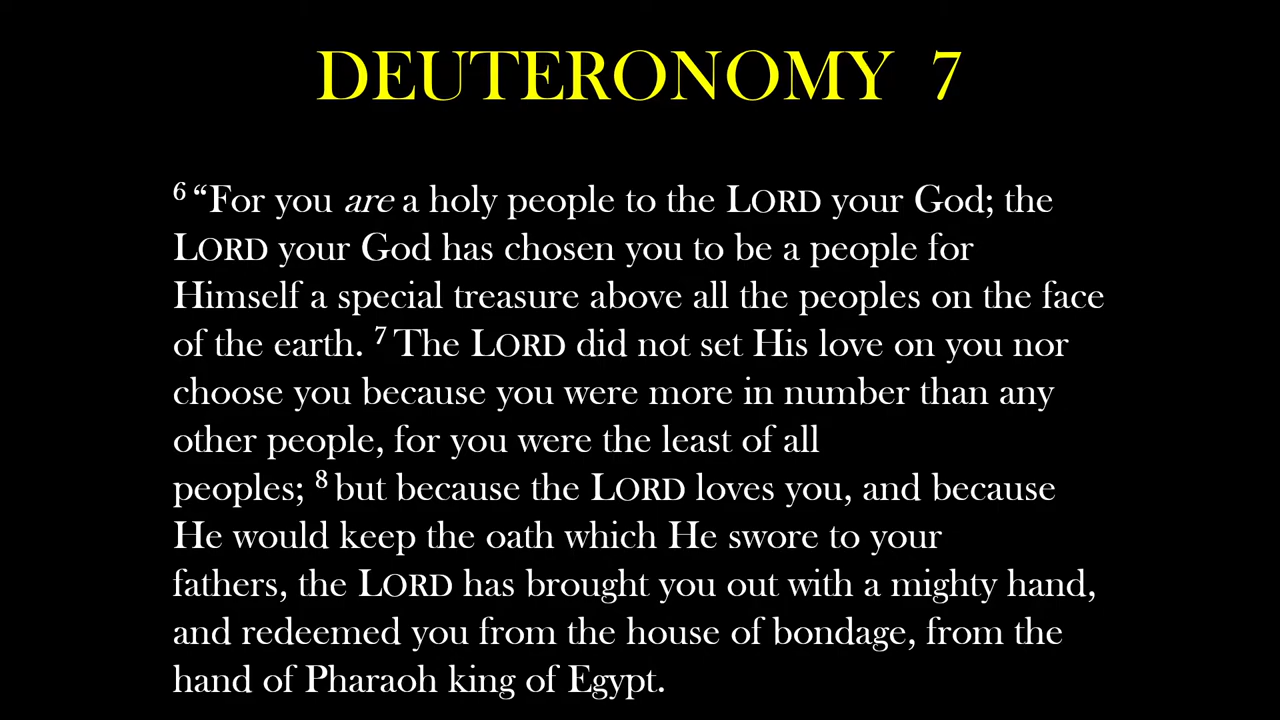 DEUTERONOMY 7
6 “For you are a holy people to the LORD your God; the
LORD your God has chosen you to be a people for
Himself a special treasure above all the peoples on the face
of the earth. 7 The LORD did not set His love on you nor
choose you because you were more in number than any
other people, for you were the least of all
peoples; 8 but because the LORD loves you, and because
He would keep the oath which He swore to your
fathers, the LORD has brought you out with a mighty hand,
and redeemed you from the house of bondage, from the
hand of Pharaoh king of Egypt.